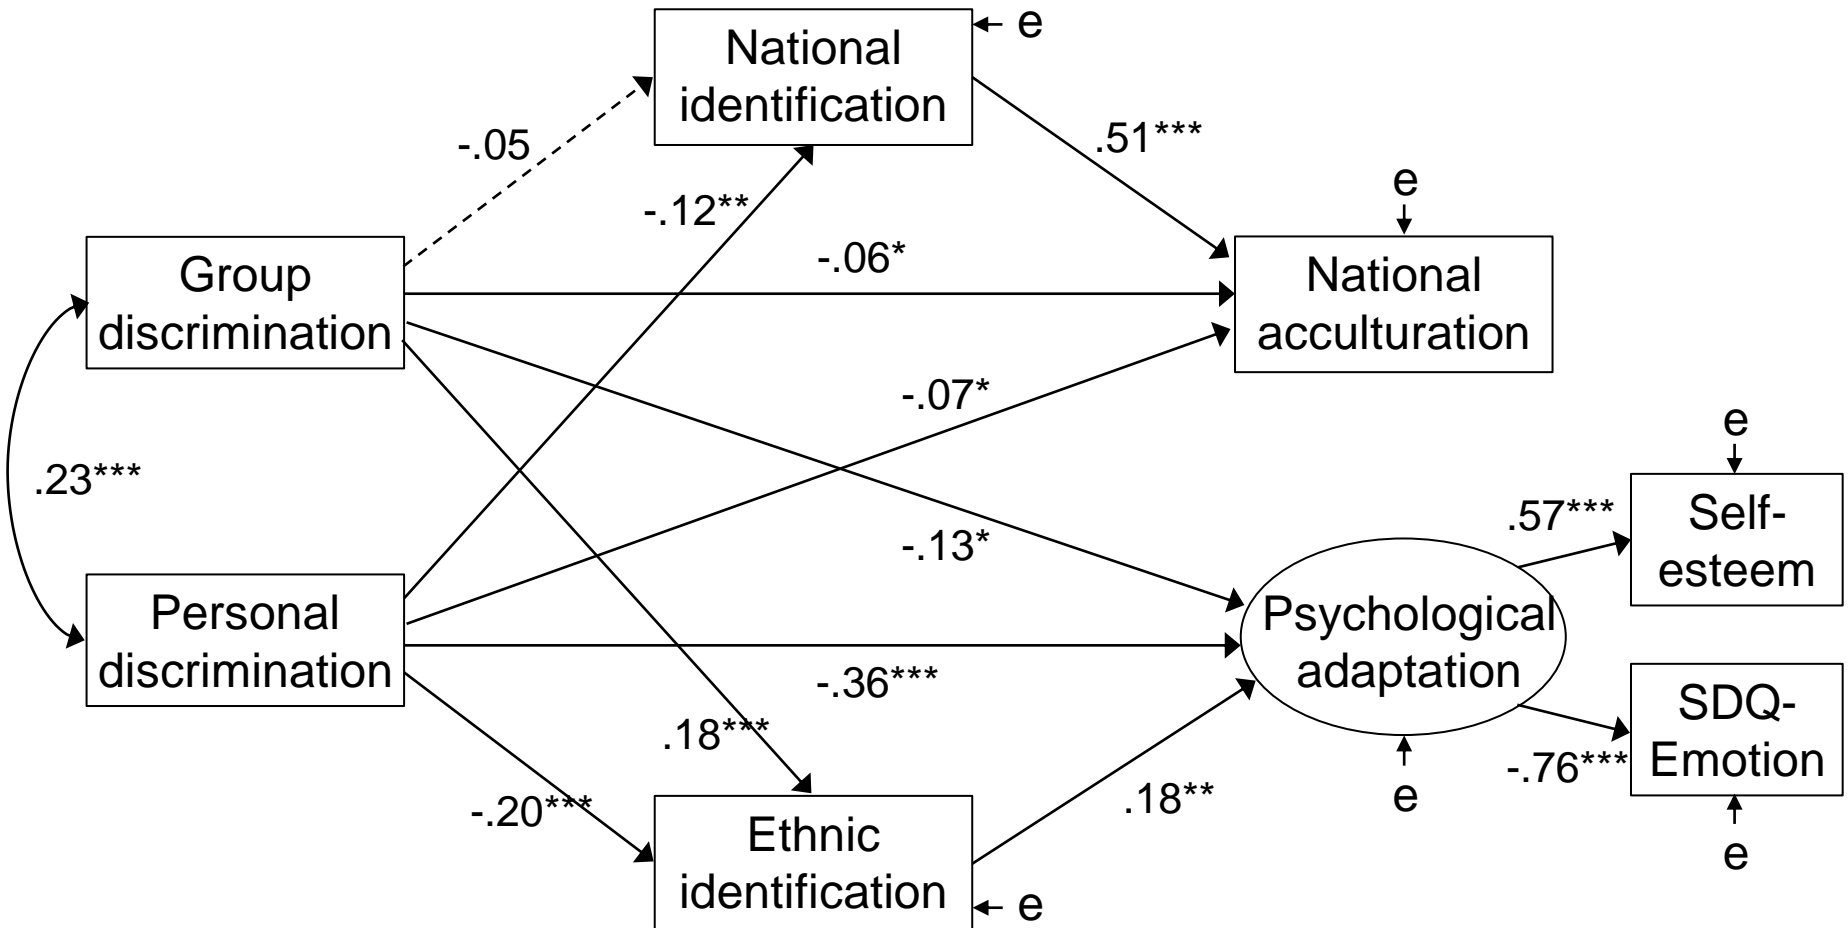 National
identification
e
-.05
.51***
-.12**
e
Group
discrimination
-.06*
National
acculturation
-.07*
.23***
e
Self-
esteem
.57***
-.13*
Personal
discrimination
Psychological
adaptation
-.36***
SDQ-
Emotion
-.76***
.18***
-.20***
.18**
e
e
Ethnic
identification
e